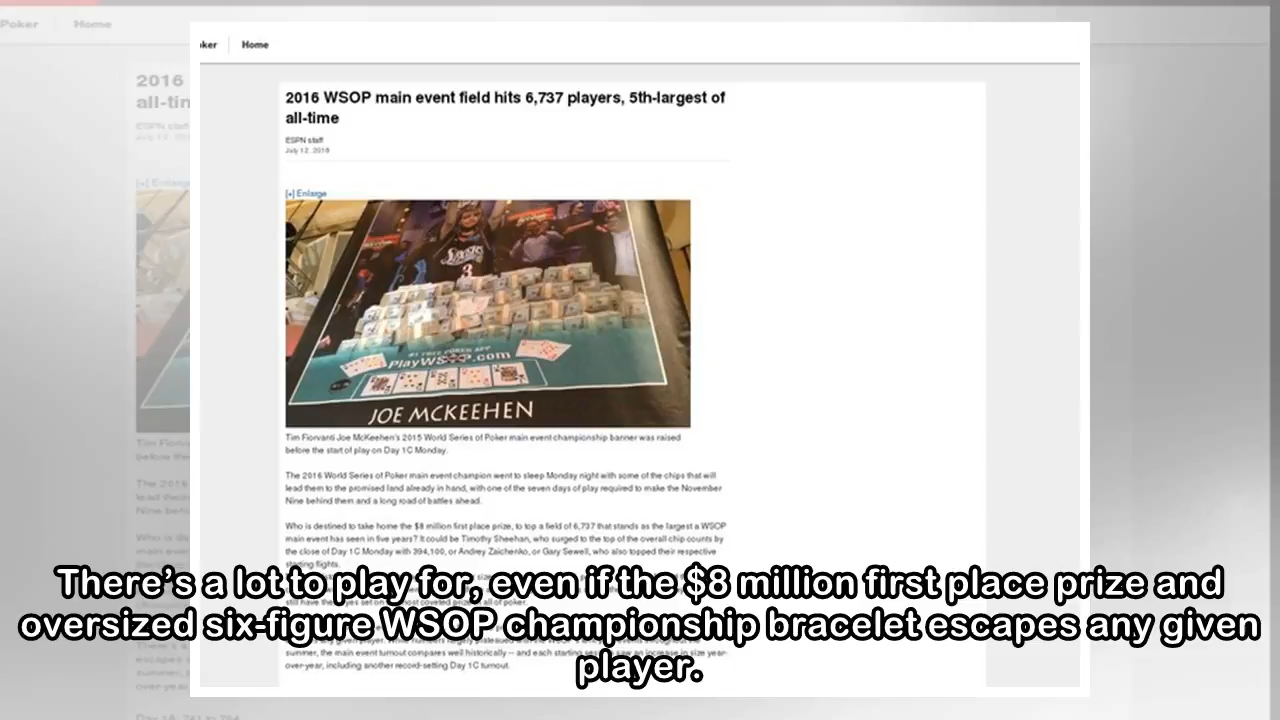 Poker
Home
oker
Home
2016 WSOP main event field hits 6,737 players, 5th-largest of
all-time
ESPN staff
July 12, 2016
[+] Enlarge
SIXERS
3
#1 FREE POKER APP
PlayWSOP.com
JOE MCKEEHEN
Tim Fiorvanti Joe McKeehen's 2015 World Series of Poker main event championship banner was raised
before the start of play on Day 1C Monday.
The 2016 World Series of Poker main event champion went to sleep Monday night with some of the chips that will
lead them to the promised land already in hand, with one of the seven days of play required to make the November
Nine behind them and a long road of battles ahead.
Who is destined to take home the $8 million first place prize, to top a field of 6,737 that stands as the largest a WSOP
main event has seen in five years? It could be Timothy Sheehan, who surged to the top of the overall chip counts by
the close of Day 1C Monday with 394,100, or Andrey Zaichenko, or Gary Sewell, who also topped their respective
starting flights.
There's a lot to play for, even if the $8 million first place prize and
oversized six-figure WSOP championship bracelet escapes any given
player.
summer, the main event turnout compares well historically -- and each starting session saw an increase in size year-
over-year, including another record-setting Day 1C turnout.